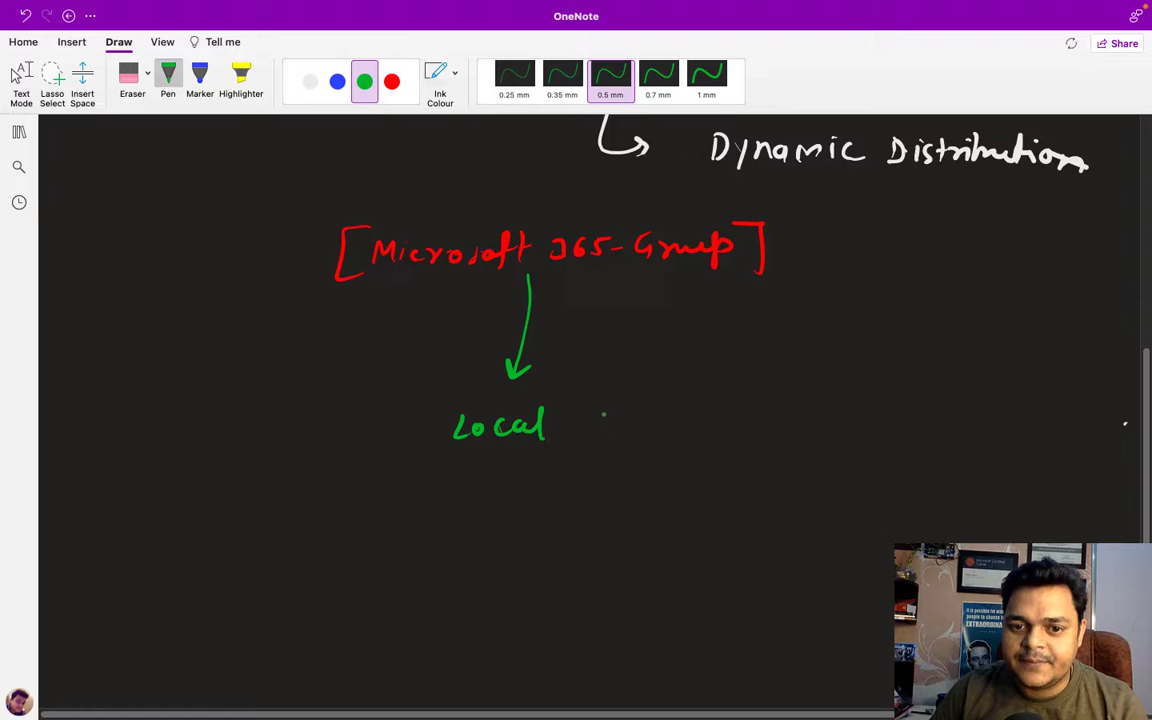 OneNote
Home Insert Draw View Tell me
Share
Text Mode
Lasso Select
Insert Space
Eraser
Pen
Marker
Highlighter
Ink Colour
0.25 mm
0.35 mm
0.5 mm
0.7 mm
1 mm
Dynamic Distribution
[Microsoft 365-Group]
Local
EXTRAORDINA